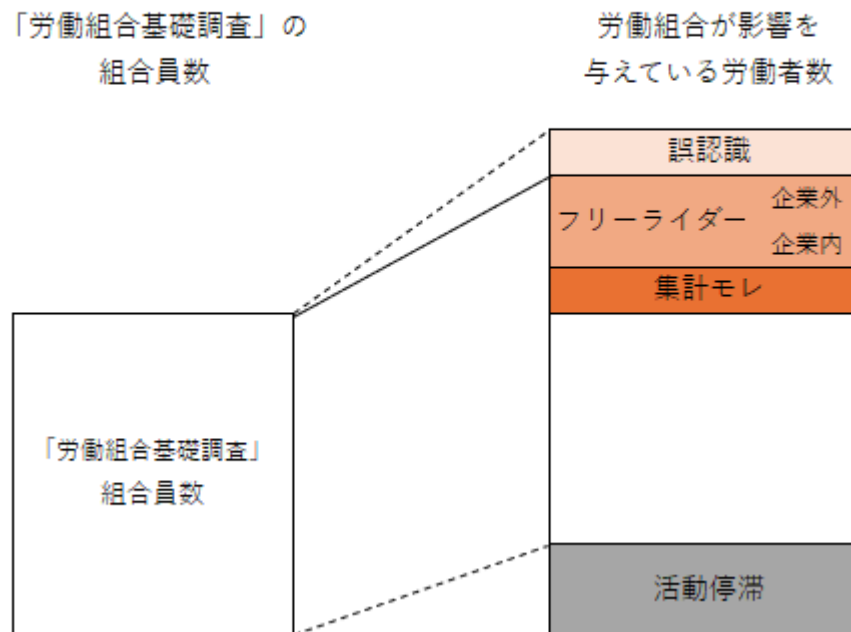 「労働組合基礎調査」の
組合員数
労働組合が影響を
与えている労働者数
誤認識
フリーライダー
企業外
企業内
集計モレ
「労働組合基礎調査」
組合員数
活動停滞